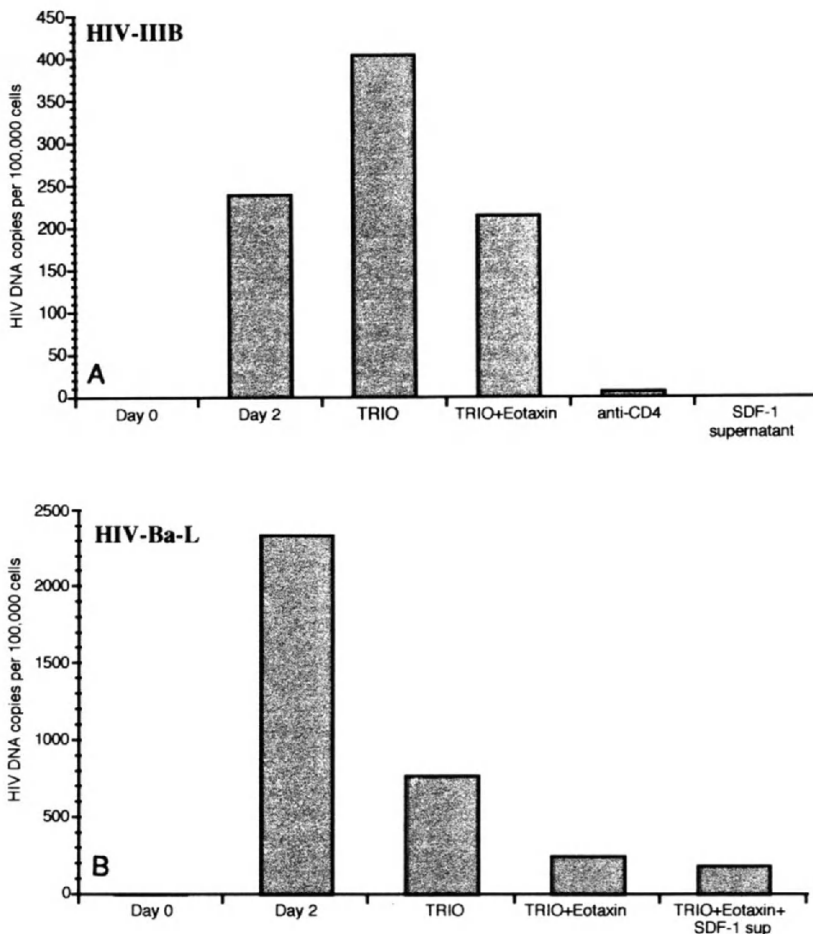 HIV-IIIB
HIV DNA copies per 100,000 cells
450
400
350
300
250
200
150
100
50
0
A
Day 0
Day 2
TRIO
TRIO+Eotaxin
anti-CD4
SDF-1
supernatant
HIV-Ba-L
HIV DNA copies per 100,000 cells
2500
2000
1500
1000
500
0
B
Day 0
Day 2
TRIO
TRIO+Eotaxin
TRIO+Eotaxin+
SDF-1 sup